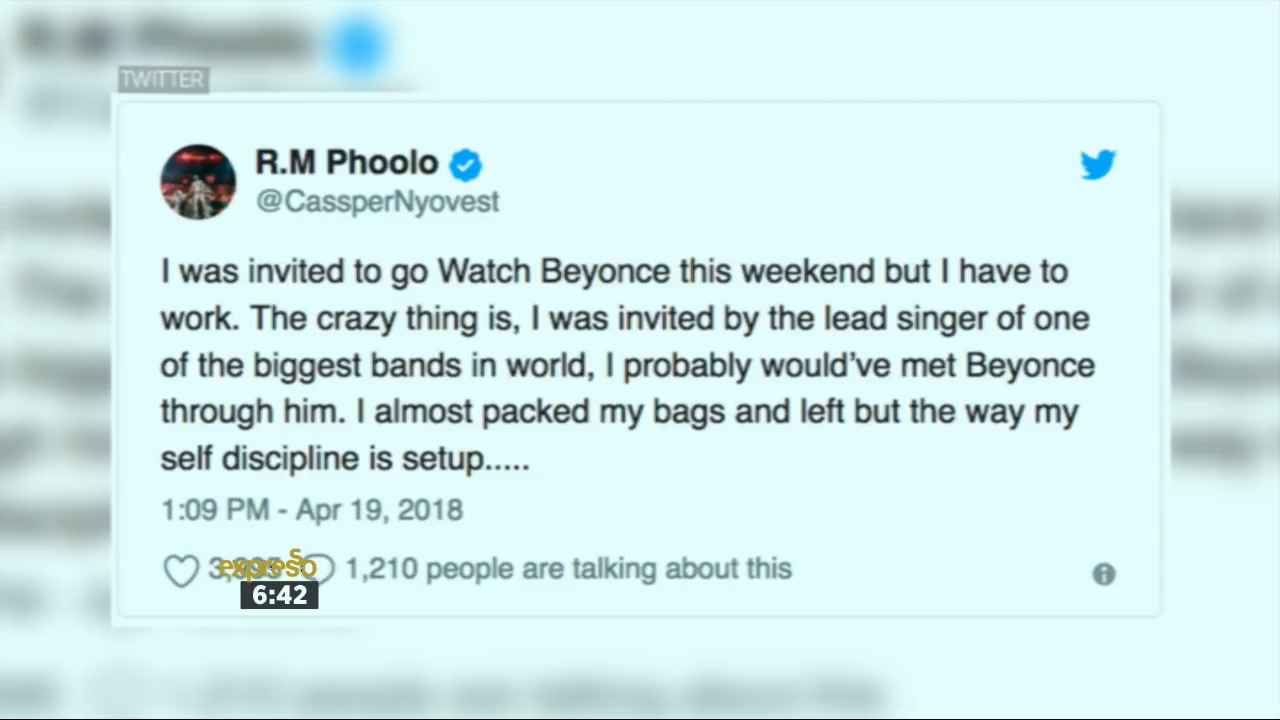 TWITTER
R.M Phoolo
@CassperNyovest
I was invited to go Watch Beyonce this weekend but I have to
work. The crazy thing is, I was invited by the lead singer of one
of the biggest bands in world, I probably would've met Beyonce
through him. I almost packed my bags and left but the way my
self discipline is setup.....
1:09 PM - Apr 19, 2018
1,210 people are talking about this
expresso
6:42